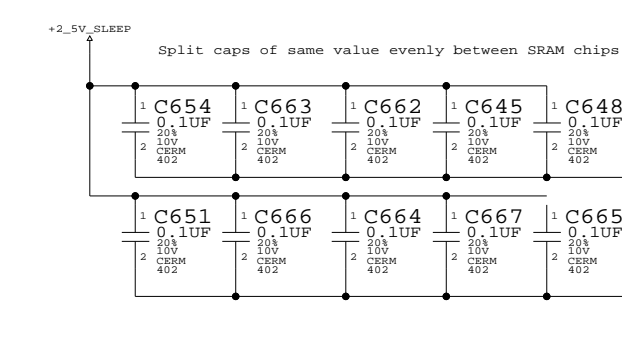 +2_5V_SLEEP
Split caps of same value evenly between SRAM chips
1 C654
0.1UF
20%
10V
2 CERM
402
1 C663
0.1UF
20%
10V
2 CERM
402
1 C662
0.1UF
20%
10V
2 CERM
402
1 C645
0.1UF
20%
10V
2 CERM
402
1 C648
0.1UF
20%
10V
2 CERM
402
1 C651
0.1UF
20%
10V
2 CERM
402
1 C666
0.1UF
20%
10V
2 CERM
402
1 C664
0.1UF
20%
10V
2 CERM
402
1 C667
0.1UF
20%
10V
2 CERM
402
1 C665
0.1UF
20%
10V
2 CERM
402